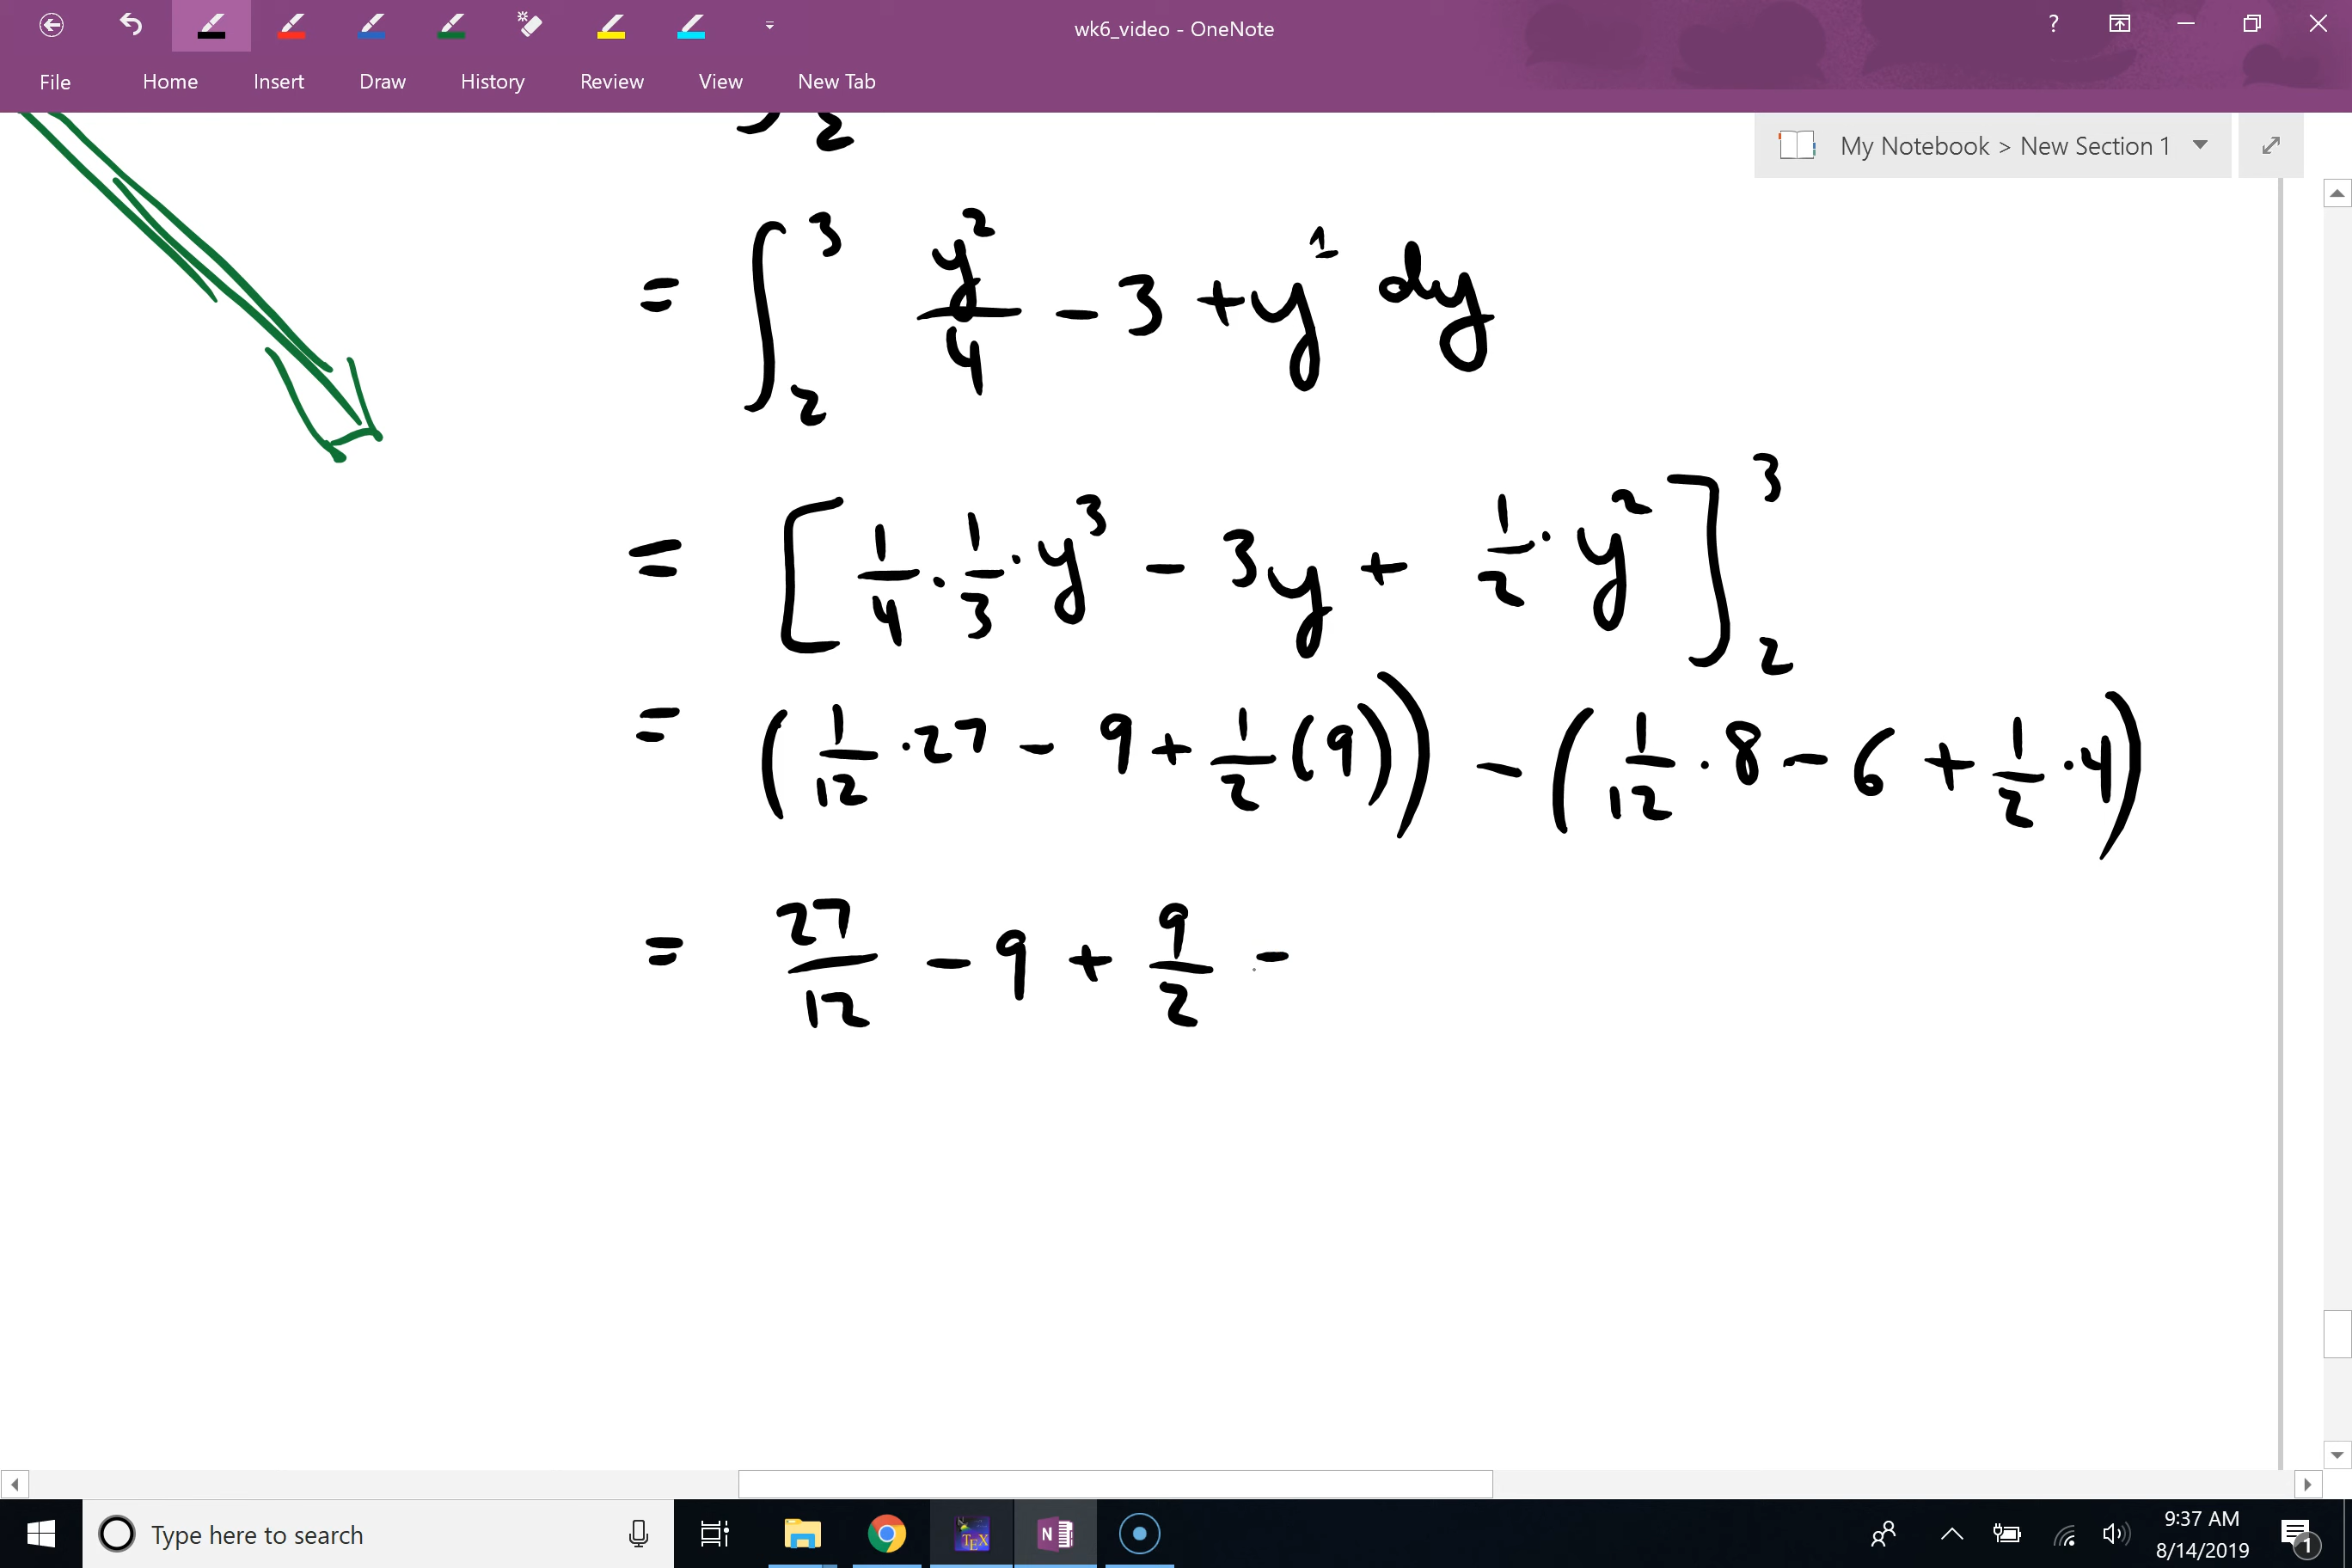 wk6_video - OneNote
File Home Insert Draw History Review View New Tab
My Notebook > New Section 1
2
= ∫₂³ y²/4 - 3 + y¹ dy
= [1/4 · 1/3 · y³ - 3y + 1/2 · y²]₂³
= (1/12 · 27 - 9 + 1/2 (9)) - (1/12 · 8 - 6 + 1/2 · 4)
= 27/12 - 9 + 9/2 -
Type here to search
TEX
N
9:37 AM
8/14/2019
1